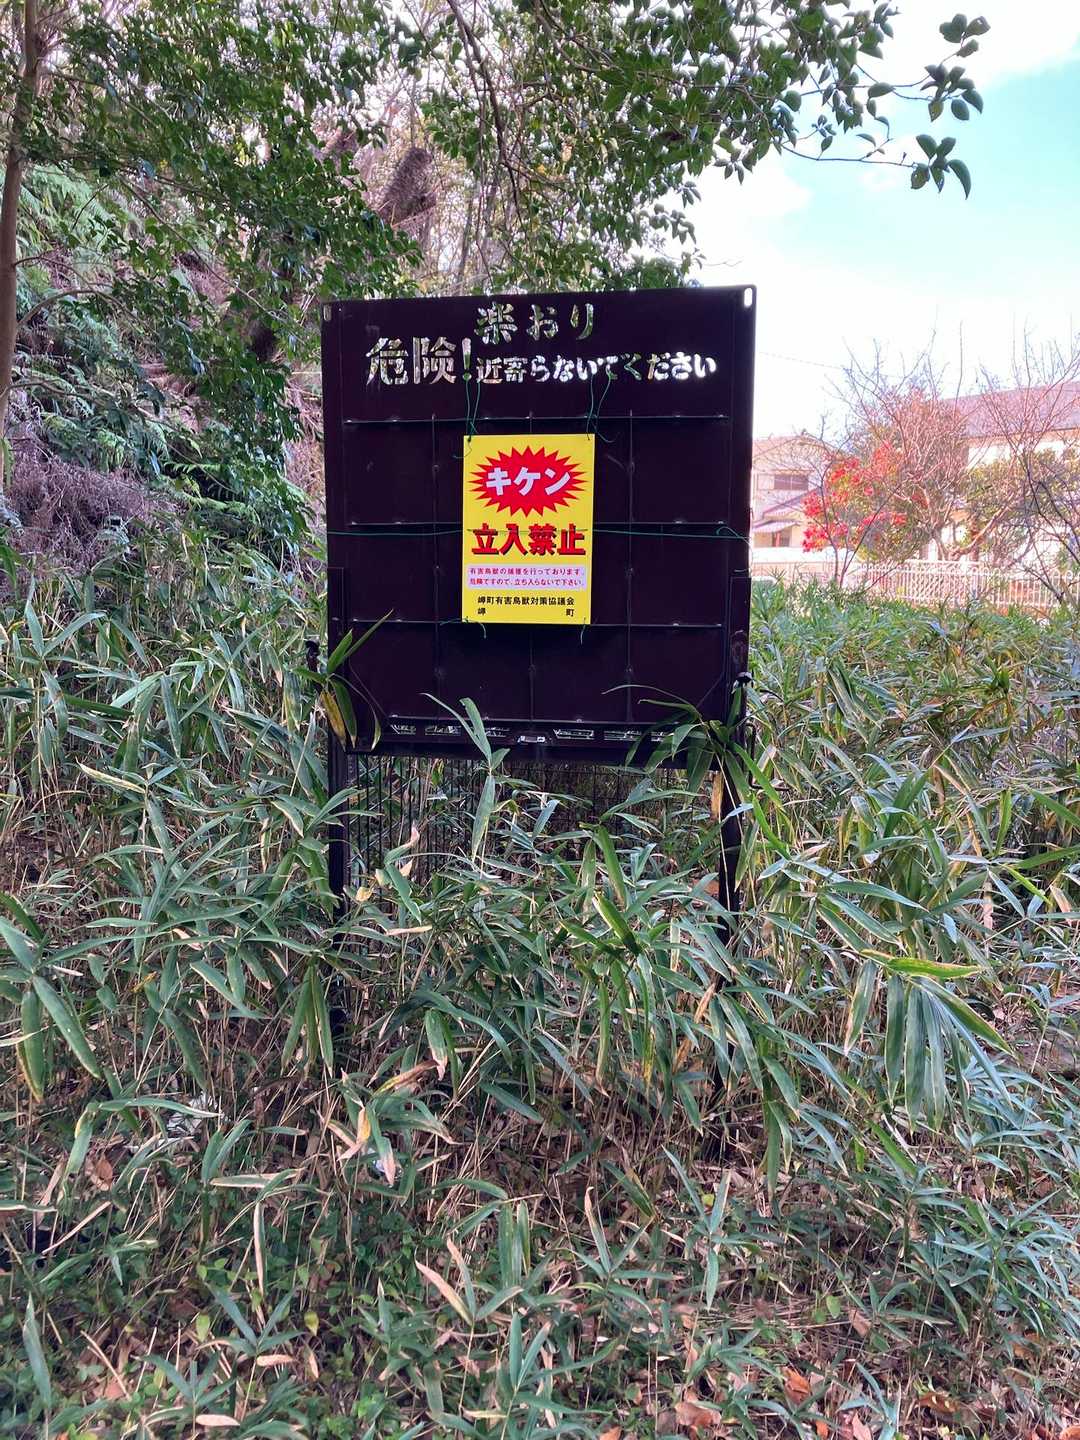 楽おり
危険!近寄らないでください
キケン
立入禁止
有害鳥獣の捕獲を行っております。
危険ですので、立ち入らないで下さい。
岬町有害鳥獣対策協議会
岬　町